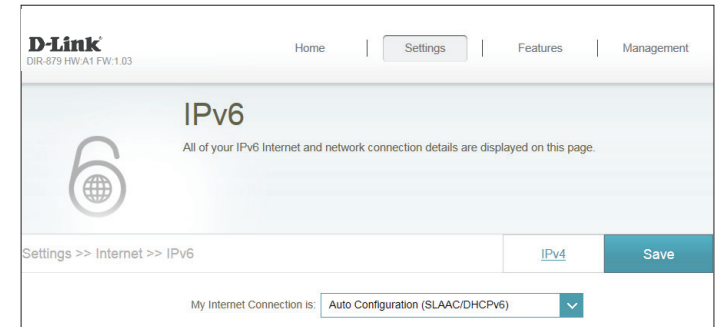 D-Link
DIR-879 HW:A1 FW:1.03
Home
Settings
Features
Management
IPv6
All of your IPv6 Internet and network connection details are displayed on this page.
Settings >> Internet >> IPv6
IPv4
Save
My Internet Connection is: Auto Configuration (SLAAC/DHCPv6)